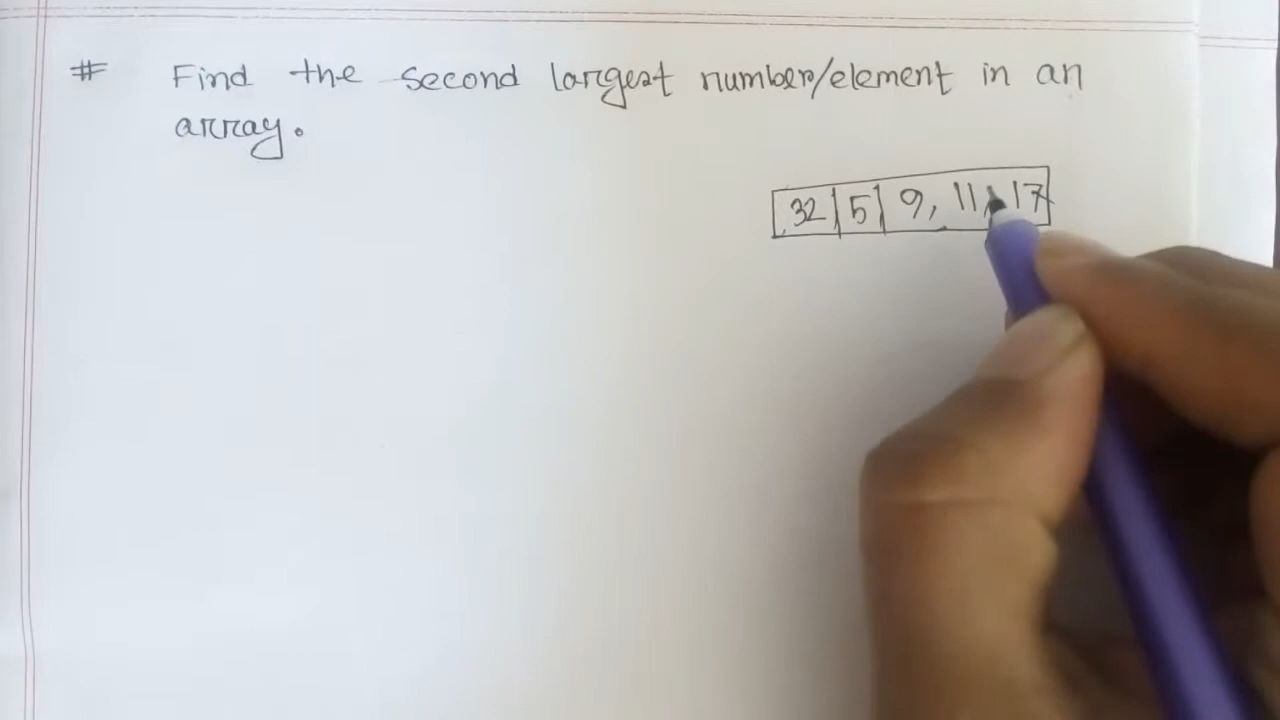 # Find the second largest number/element in an
array.
32 5 9, 11, 17